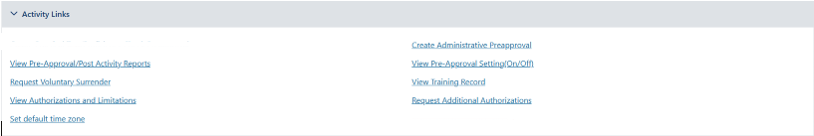 Activity Links
Create Administrative Preapproval
View Pre-Approval/Post Activity Reports
View Pre-Approval Setting(On/Off)
Request Voluntary Surrender
View Training Record
View Authorizations and Limitations
Request Additional Authorizations
Set default time zone